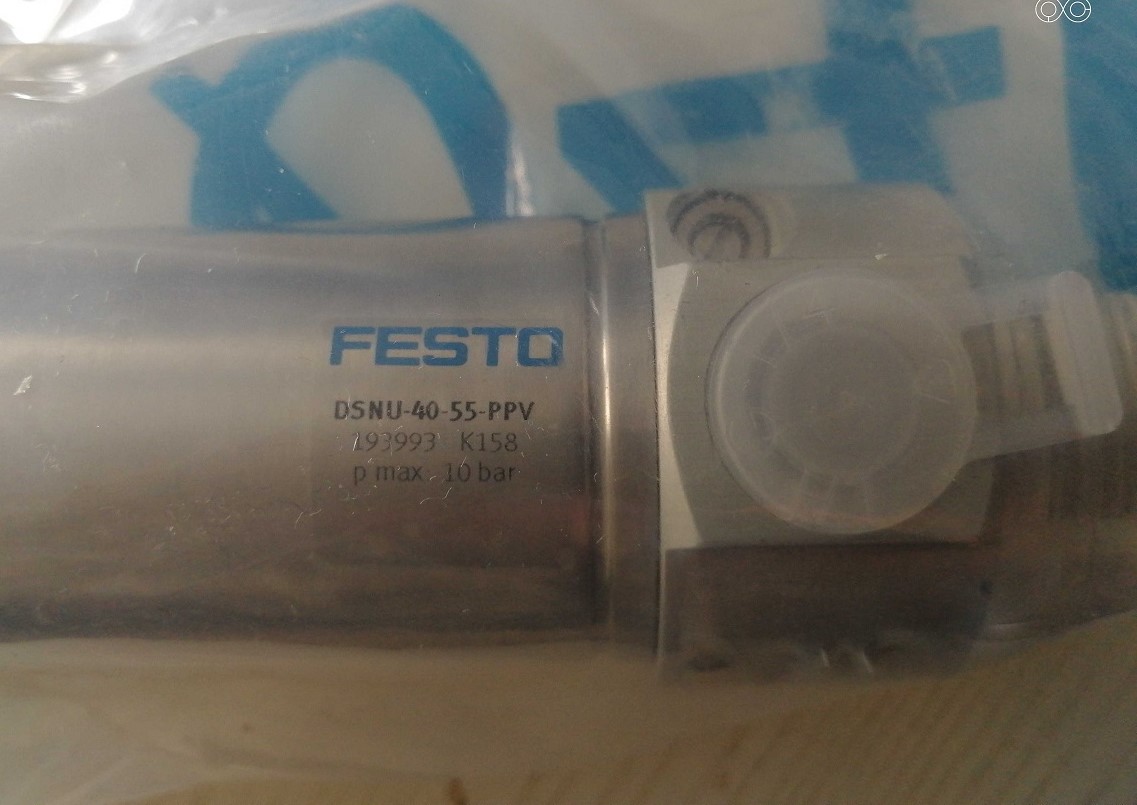 FESTO
DSNU-40-55-PPV
193993 K158
p max. 10 bar